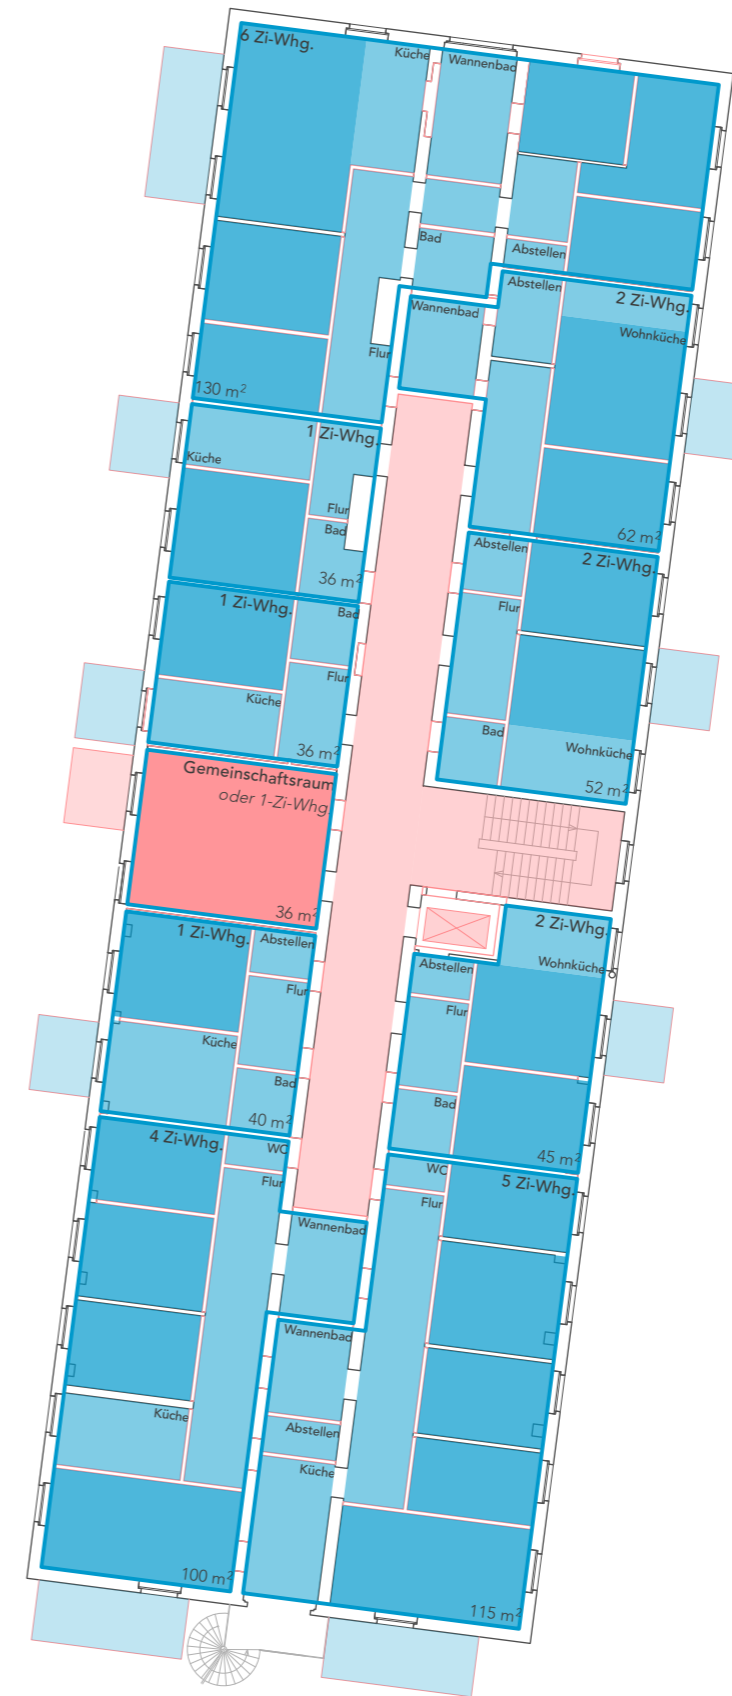 6 Zi-Whg.
Küche
Wannenbad
Bad
Abstellen
Flur
130 m²
Wannenbad
Abstellen
2 Zi-Whg.
Wohnküche
62 m²
1 Zi-Whg.
Küche
Flur
Bad
36 m²
Abstellen
2 Zi-Whg.
Flur
Bad
Wohnküche
52 m²
1 Zi-Whg.
Bad
Flur
Küche
36 m²
Gemeinschaftsraum
oder 1-Zi-Whg.
36 m²
1 Zi-Whg.
Abstellen
Flur
Küche
Bad
40 m²
2 Zi-Whg.
Wohnküche
Abstellen
Flur
Bad
45 m²
4 Zi-Whg.
WC
Flur
Wannenbad
Küche
100 m²
5 Zi-Whg.
WC
Flur
Wannenbad
Abstellen
Küche
115 m²